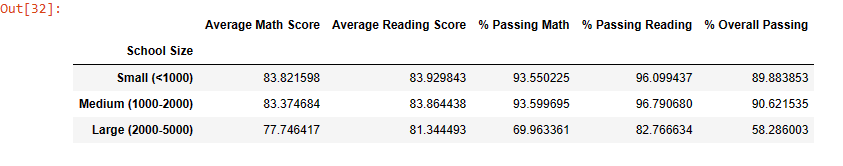 Out[32]:
Average Math Score Average Reading Score % Passing Math % Passing Reading % Overall Passing
School Size
Small (<1000) 83.821598 83.929843 93.550225 96.099437 89.883853
Medium (1000-2000) 83.374684 83.864438 93.599695 96.790680 90.621535
Large (2000-5000) 77.746417 81.344493 69.963361 82.766634 58.286003